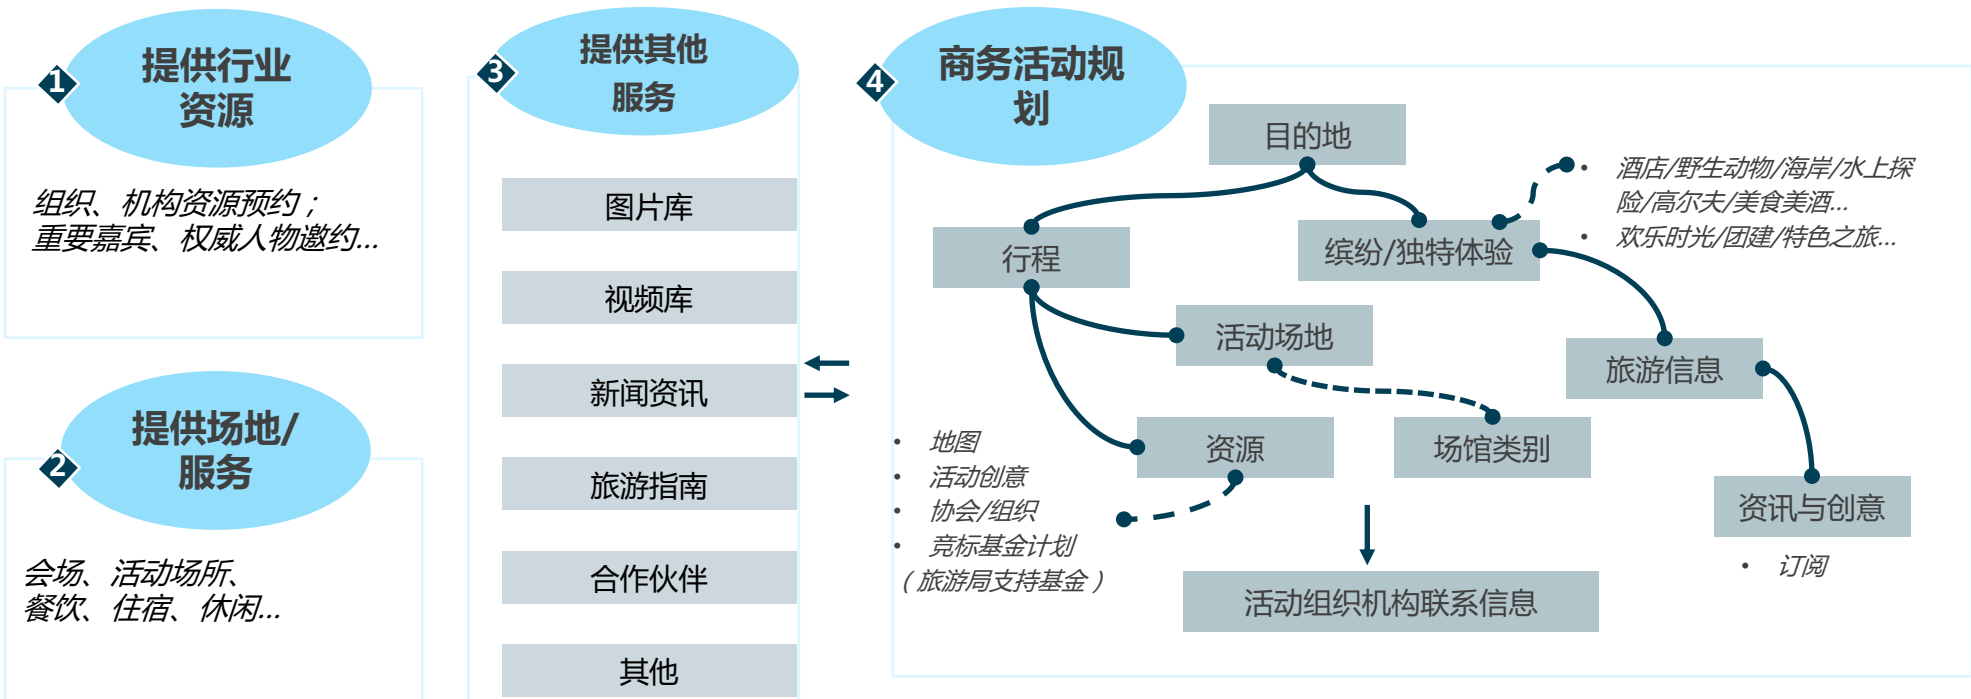 1
提供行业
资源
组织、机构资源预约；
重要嘉宾、权威人物邀约...
2
提供场地/
服务
会场、活动场所、
餐饮、住宿、休闲...
3
提供其他
服务
图片库
视频库
新闻资讯
旅游指南
合作伙伴
其他
4
商务活动规
划
目的地
行程
缤纷/独特体验
• 酒店/野生动物/海岸/水上探
险/高尔夫/美食美酒...
• 欢乐时光/团建/特色之旅...
活动场地
旅游信息
资源
场馆类别
• 地图
• 活动创意
• 协会/组织
• 竞标基金计划
（旅游局支持基金）
资讯与创意
• 订阅
活动组织机构联系信息